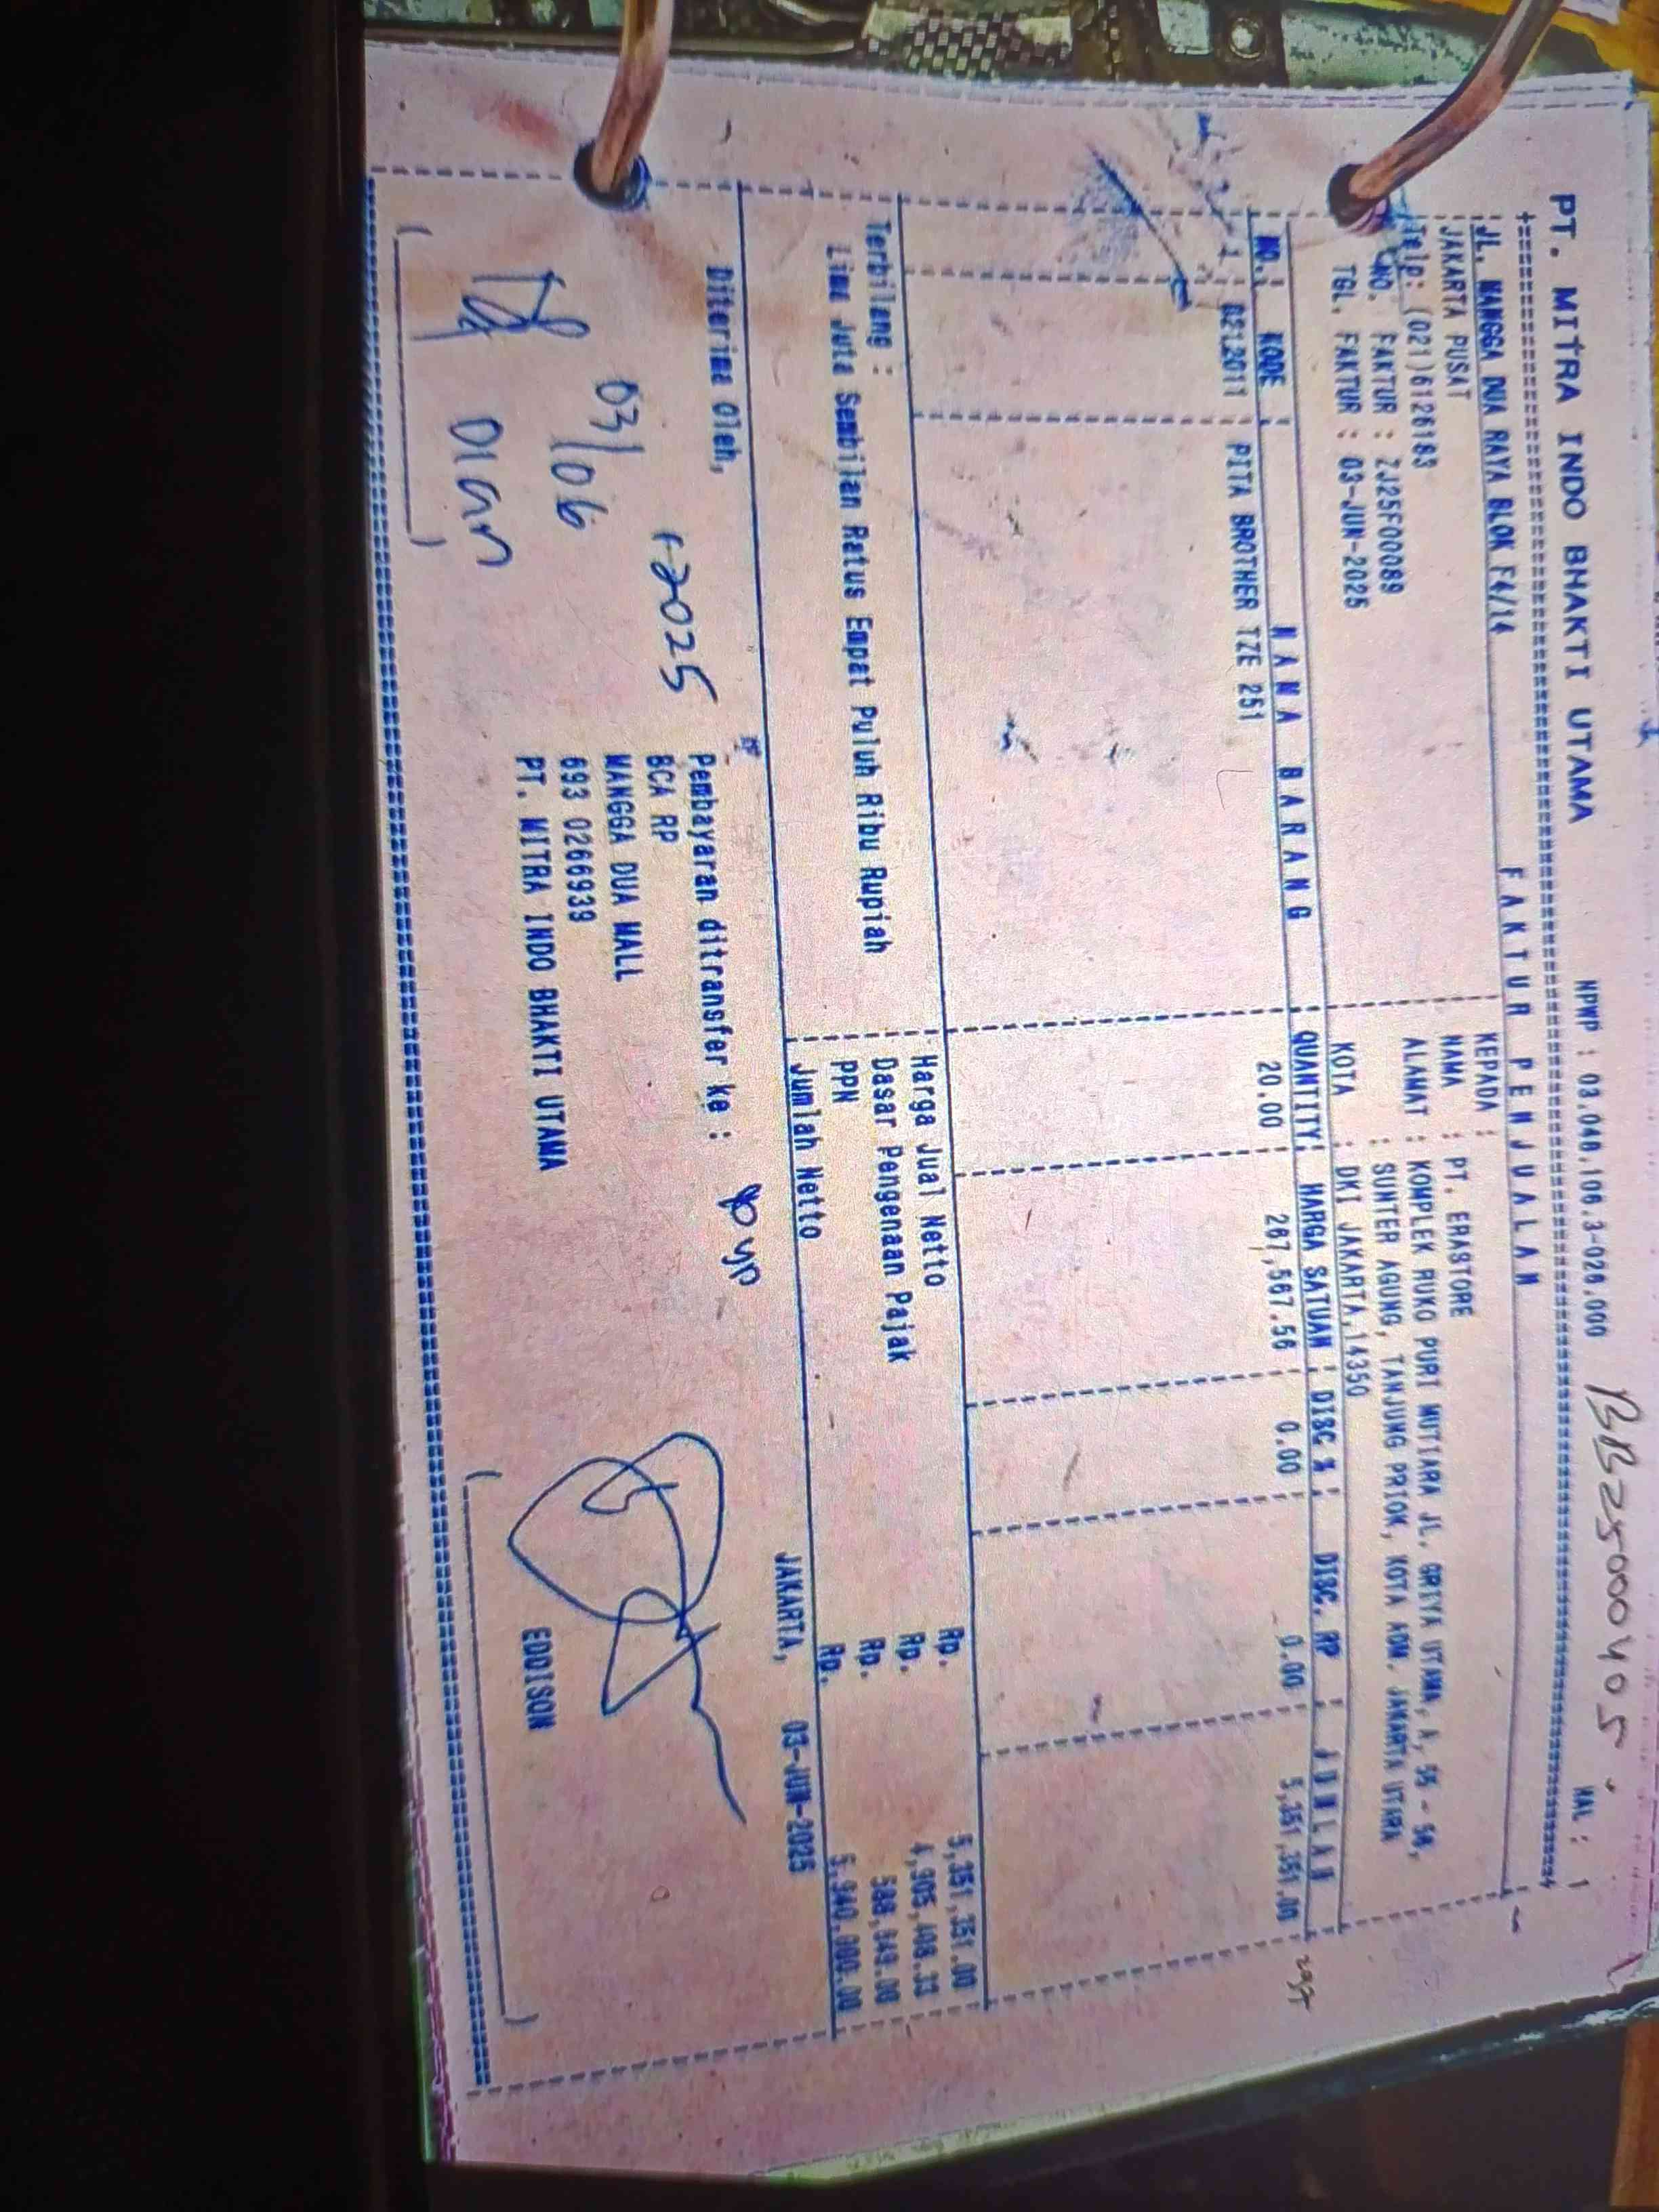 BB25000405
PT. MITRA INDO BHAKTI UTAMA NPWP : 03.040.106.3-026.000 HAL : 1
FAKTUR PENJUALAN
JL. MANGGA DUA RAYA BLOK F4/14
JAKARTA PUSAT
Telp: (021)6126183
NO. FAKTUR : ZJ25F00089
TGL. FAKTUR : 03-JUN-2025
KEPADA :
NAMA : PT. ERASTORE
ALAMAT : KOMPLEK RUKO PURI MUTIARA JL. GRIYA UTAMA, A, 56 - 58,
: SUNTER AGUNG, TANJUNG PRIOK, KOTA ADM. JAKARTA UTARA
KOTA : DKI JAKARTA,14350
NO. KODE NAMA BARANG QUANTITY HARGA SATUAN DISC % DISC. RP JUMLAH
1 0212011 PITA BROTHER TZE 251 20.00 267,567.56 0.00 0.00 5,351,351.00
Harga Jual Netto Rp. 5,351,351.00
Terbilang : Dasar Pengenaan Pajak Rp. 4,905,408.33
Lima Juta Sembilan Ratus Empat Puluh Ribu Rupiah PPN Rp. 588,649.00
Jumlah Netto Rp. 5,940,000.00
JAKARTA, 03-JUN-2025
Diterima Oleh,
Pembayaran ditransfer ke :
BCA RP
MANGGA DUA MALL
693 0266939
PT. MITRA INDO BHAKTI UTAMA
03/06
2025
Dian
EDDISON